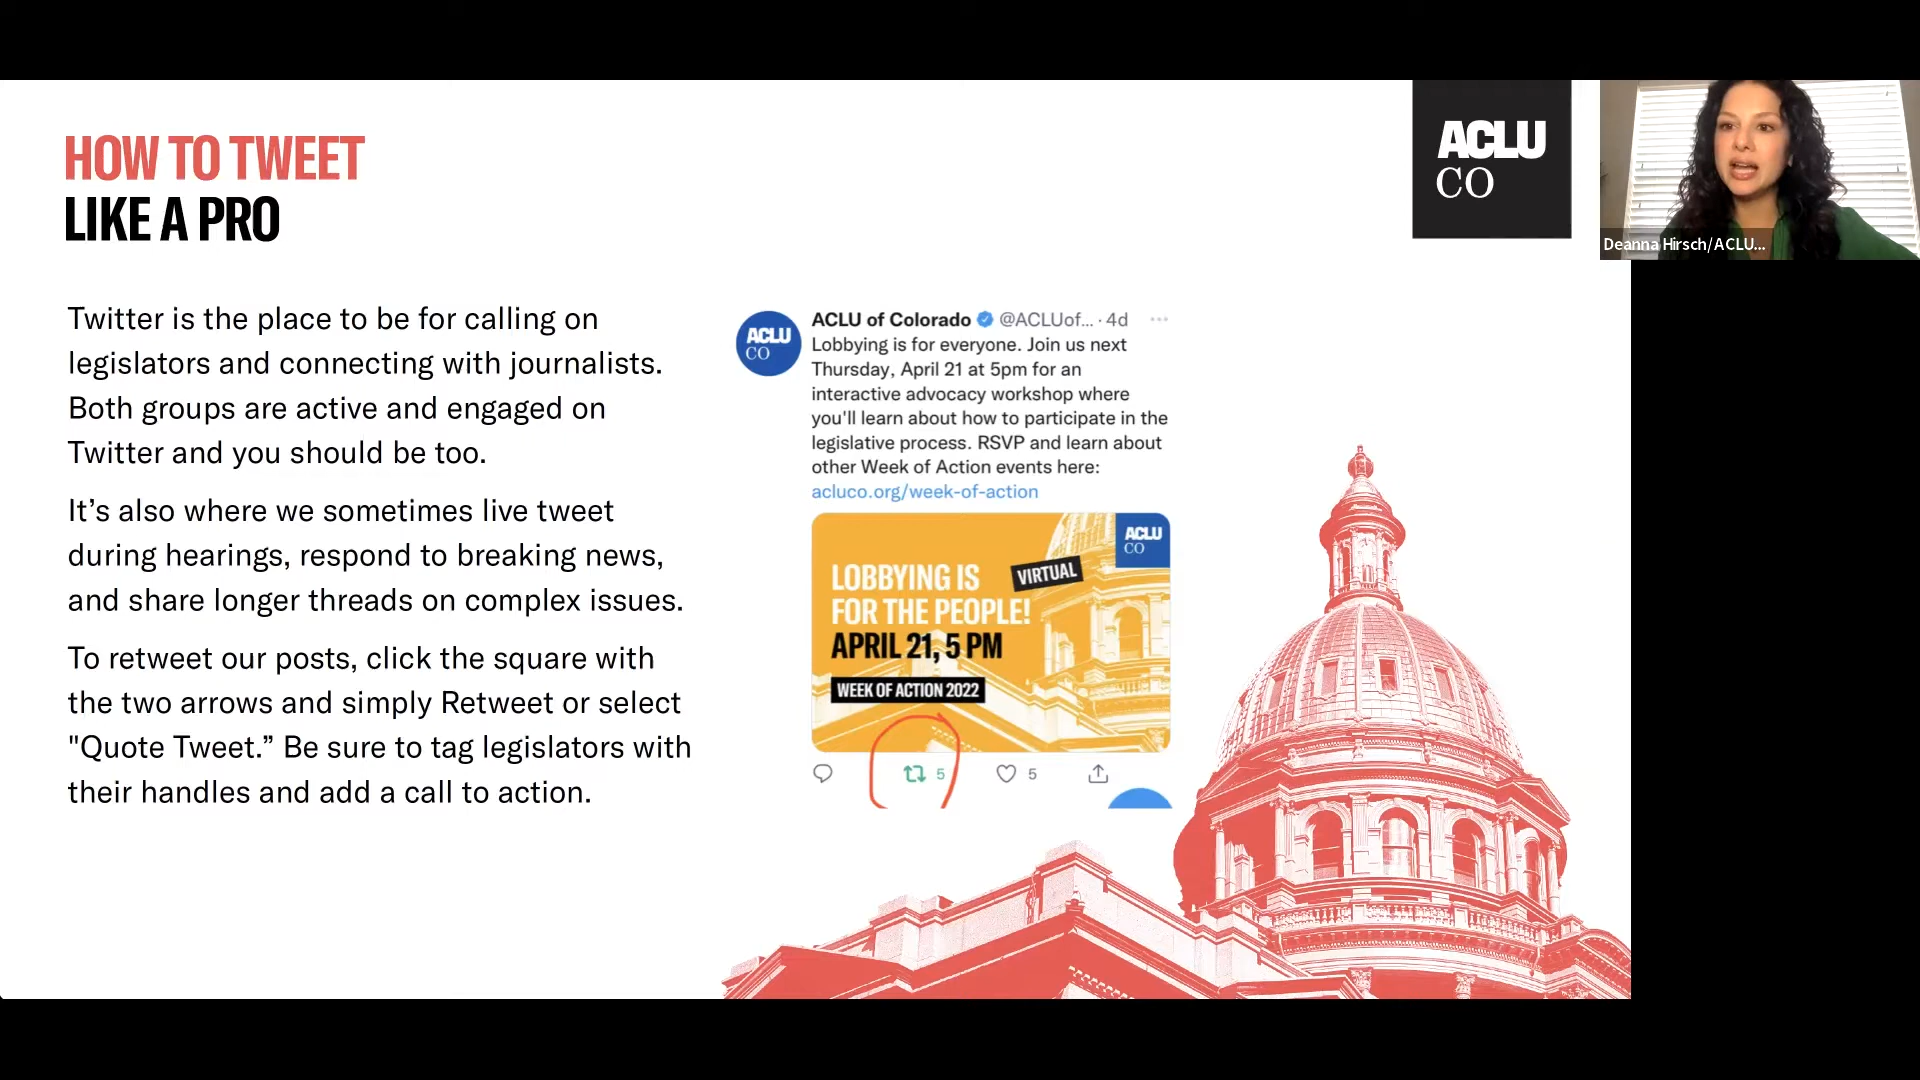 HOW TO TWEET
LIKE A PRO
ACLU
CO
Deanna Hirsch/ACLU...
Twitter is the place to be for calling on
legislators and connecting with journalists.
Both groups are active and engaged on
Twitter and you should be too.
It’s also where we sometimes live tweet
during hearings, respond to breaking news,
and share longer threads on complex issues.
To retweet our posts, click the square with
the two arrows and simply Retweet or select
"Quote Tweet.” Be sure to tag legislators with
their handles and add a call to action.
ACLU
CO
ACLU of Colorado @ACLUof... · 4d
Lobbying is for everyone. Join us next
Thursday, April 21 at 5pm for an
interactive advocacy workshop where
you'll learn about how to participate in the
legislative process. RSVP and learn about
other Week of Action events here:
acluco.org/week-of-action
ACLU
CO
LOBBYING IS
VIRTUAL
FOR THE PEOPLE!
APRIL 21, 5 PM
WEEK OF ACTION 2022
5 5